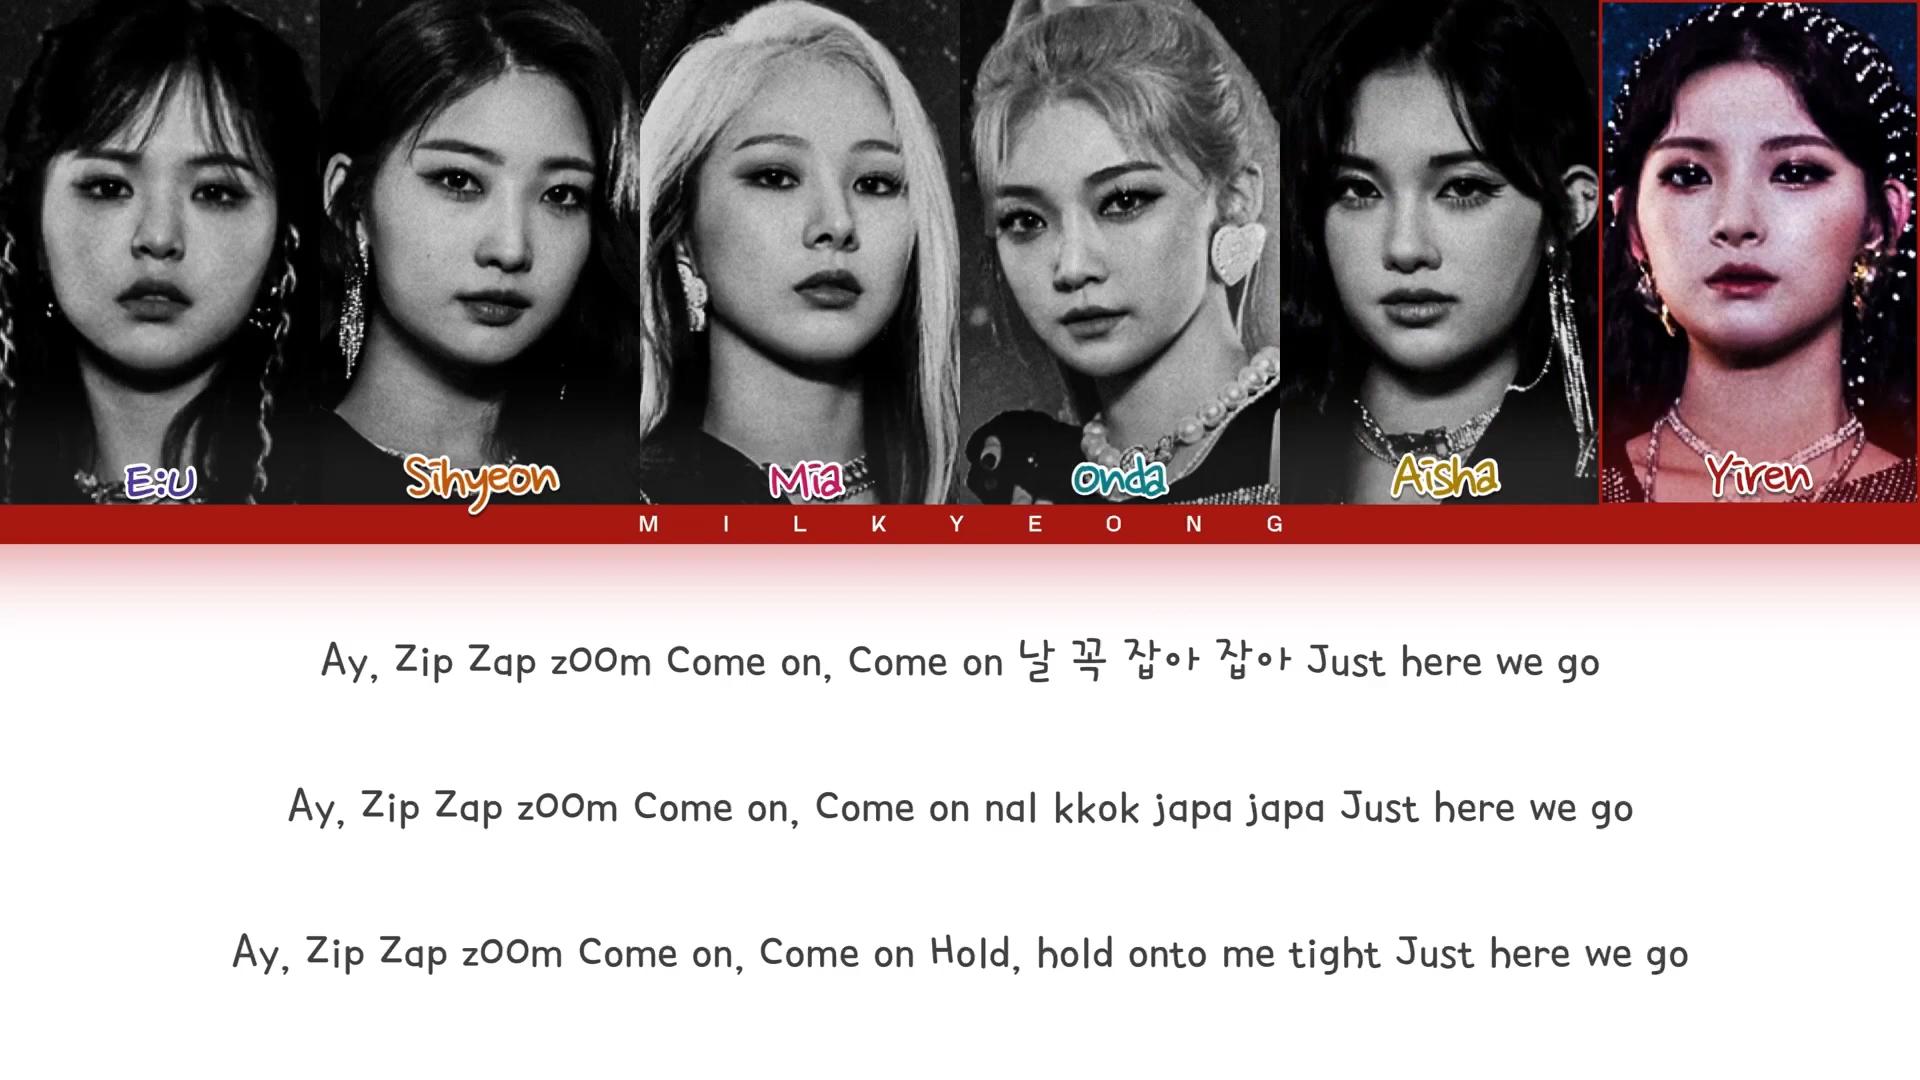 E:U Sihyeon Mia Onda Aisha Yiren
MILKYEONG
Ay, Zip Zap zOOm Come on, Come on 날 꼭 잡아 잡아 Just here we go
Ay, Zip Zap zOOm Come on, Come on nal kkok japa japa Just here we go
Ay, Zip Zap zOOm Come on, Come on Hold, hold onto me tight Just here we go